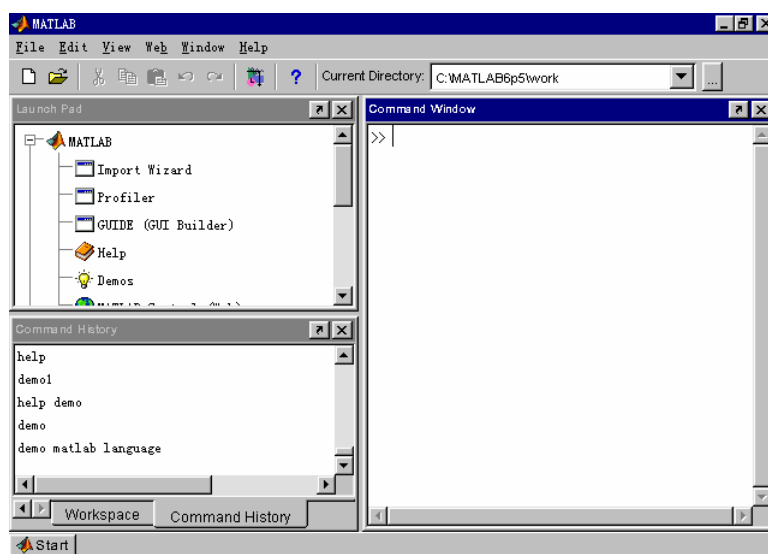 MATLAB
File Edit View Web Window Help
Current Directory: C:\MATLAB6p5\work ...
Launch Pad
MATLAB
Import Wizard
Profiler
GUIDE (GUI Builder)
Help
Demos
Command History
help
demo1
help demo
demo
demo matlab language
Workspace Command History
Command Window
>>
Start